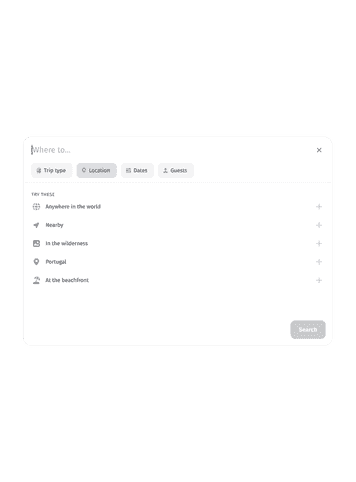 Where to...
Trip type Location Dates Guests
TRY THESE
Anywhere in the world
Nearby
In the wilderness
Portugal
At the beachfront
Search